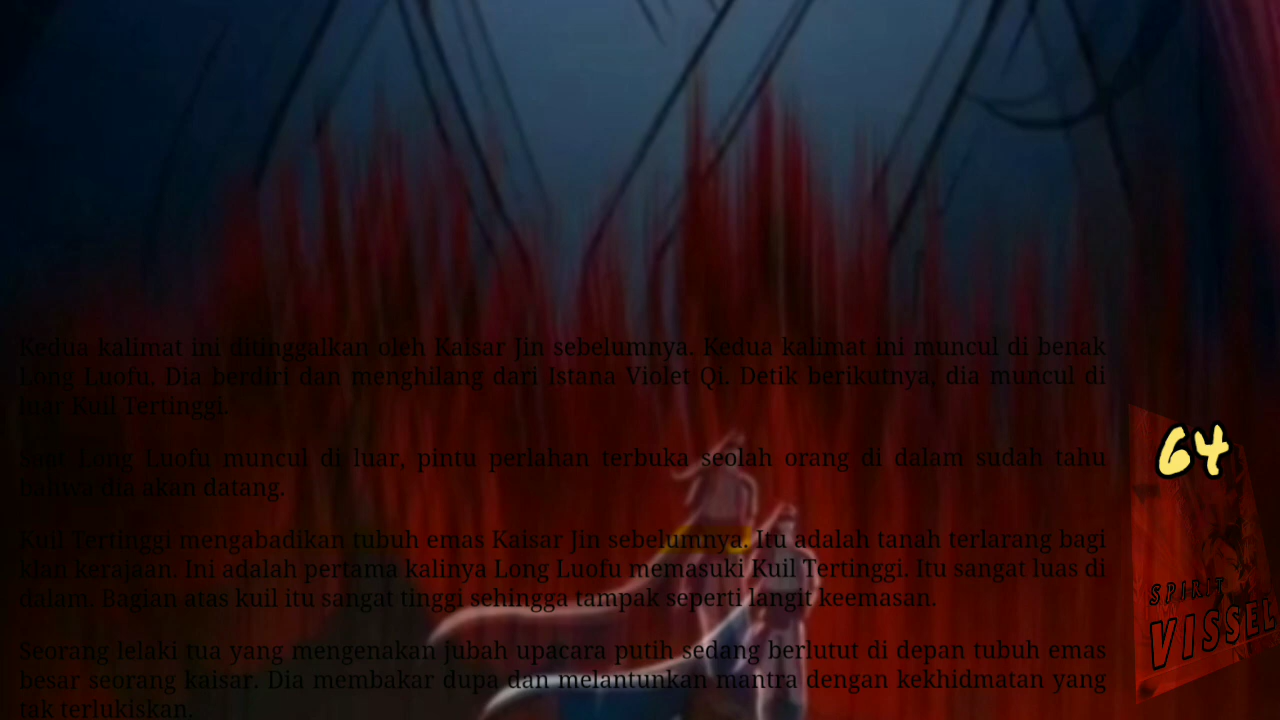 Kedua kalimat ini ditinggalkan oleh Kaisar Jin sebelumnya. Kedua kalimat ini muncul di benak
Long Luofu. Dia berdiri dan menghilang dari Istana Violet Qi. Detik berikutnya, dia muncul di
luar Kuil Tertinggi.
Saat Long Luofu muncul di luar, pintu perlahan terbuka seolah orang di dalam sudah tahu
bahwa dia akan datang.
Kuil Tertinggi mengabadikan tubuh emas Kaisar Jin sebelumnya. Itu adalah tanah terlarang bagi
klan kerajaan. Ini adalah pertama kalinya Long Luofu memasuki Kuil Tertinggi. Itu sangat luas di
dalam. Bagian atas kuil itu sangat tinggi sehingga tampak seperti langit keemasan.
Seorang lelaki tua yang mengenakan jubah upacara putih sedang berlutut di depan tubuh emas
besar seorang kaisar. Dia membakar dupa dan melantunkan mantra dengan kekhidmatan yang
tak terlukiskan.
64
SPIRIT
VISSEL